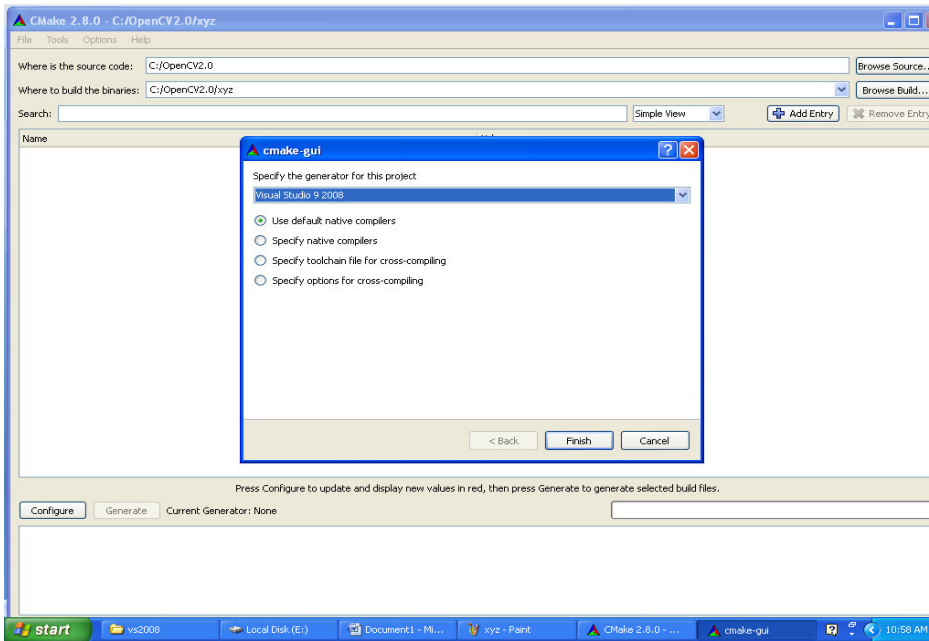 CMake 2.8.0 - C:/OpenCV2.0/xyz
File Tools Options Help
Where is the source code: C:/OpenCV2.0 Browse Source..
Where to build the binaries: C:/OpenCV2.0/xyz Browse Build...
Search: Simple View Add Entry Remove Entry
Name
cmake-gui
Specify the generator for this project
Visual Studio 9 2008
Use default native compilers
Specify native compilers
Specify toolchain file for cross-compiling
Specify options for cross-compiling
< Back Finish Cancel
Press Configure to update and display new values in red, then press Generate to generate selected build files.
Configure Generate Current Generator: None
start vs2008 Local Disk (E:) Document1 - Mi... xyz - Paint CMake 2.8.0 - ... cmake-gui 10:58 AM